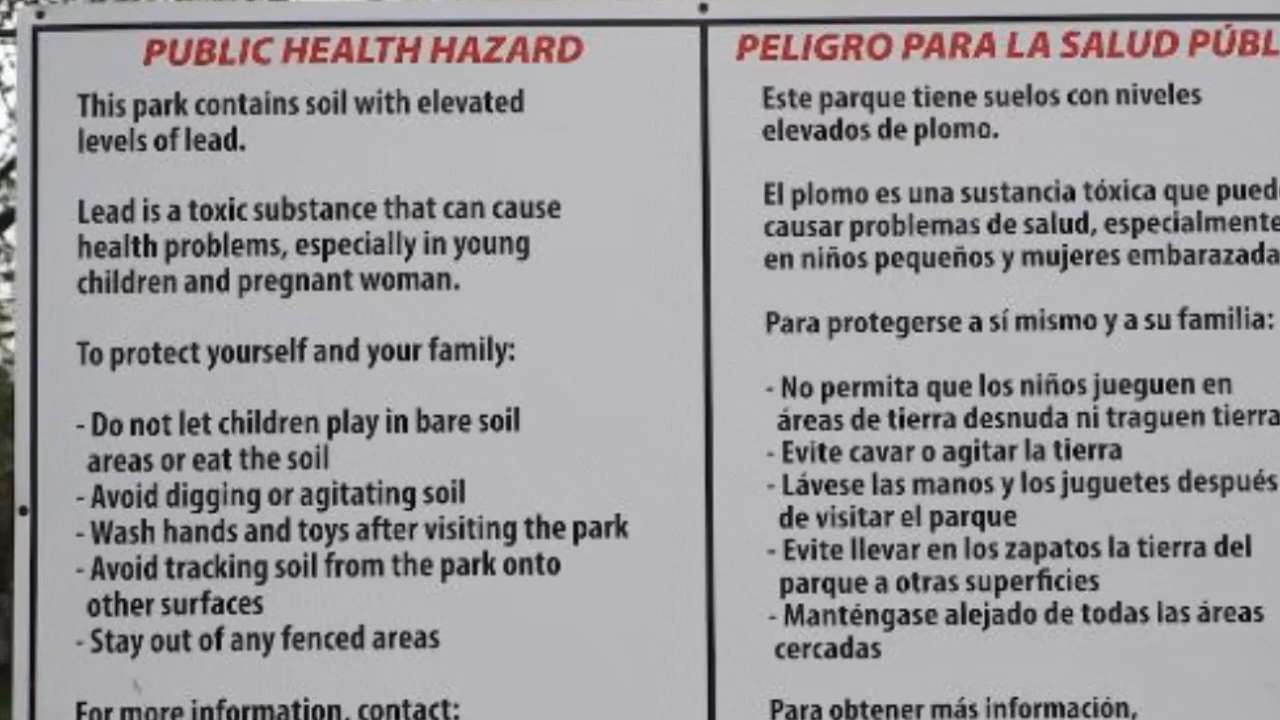 PUBLIC HEALTH HAZARD
This park contains soil with elevated
levels of lead.
Lead is a toxic substance that can cause
health problems, especially in young
children and pregnant woman.
To protect yourself and your family:
- Do not let children play in bare soil
areas or eat the soil
- Avoid digging or agitating soil
- Wash hands and toys after visiting the park
- Avoid tracking soil from the park onto
other surfaces
- Stay out of any fenced areas
For more information, contact:
PELIGRO PARA LA SALUD PÚBL
Este parque tiene suelos con niveles
elevados de plomo.
El plomo es una sustancia tóxica que pued
causar problemas de salud, especialmente
en niños pequeños y mujeres embarazada
Para protegerse a sí mismo y a su familia:
- No permita que los niños jueguen en
áreas de tierra desnuda ni traguen tierra
- Evite cavar o agitar la tierra
- Lávese las manos y los juguetes después
de visitar el parque
- Evite llevar en los zapatos la tierra del
parque a otras superficies
- Manténgase alejado de todas las áreas
cercadas
Para obtener más información,